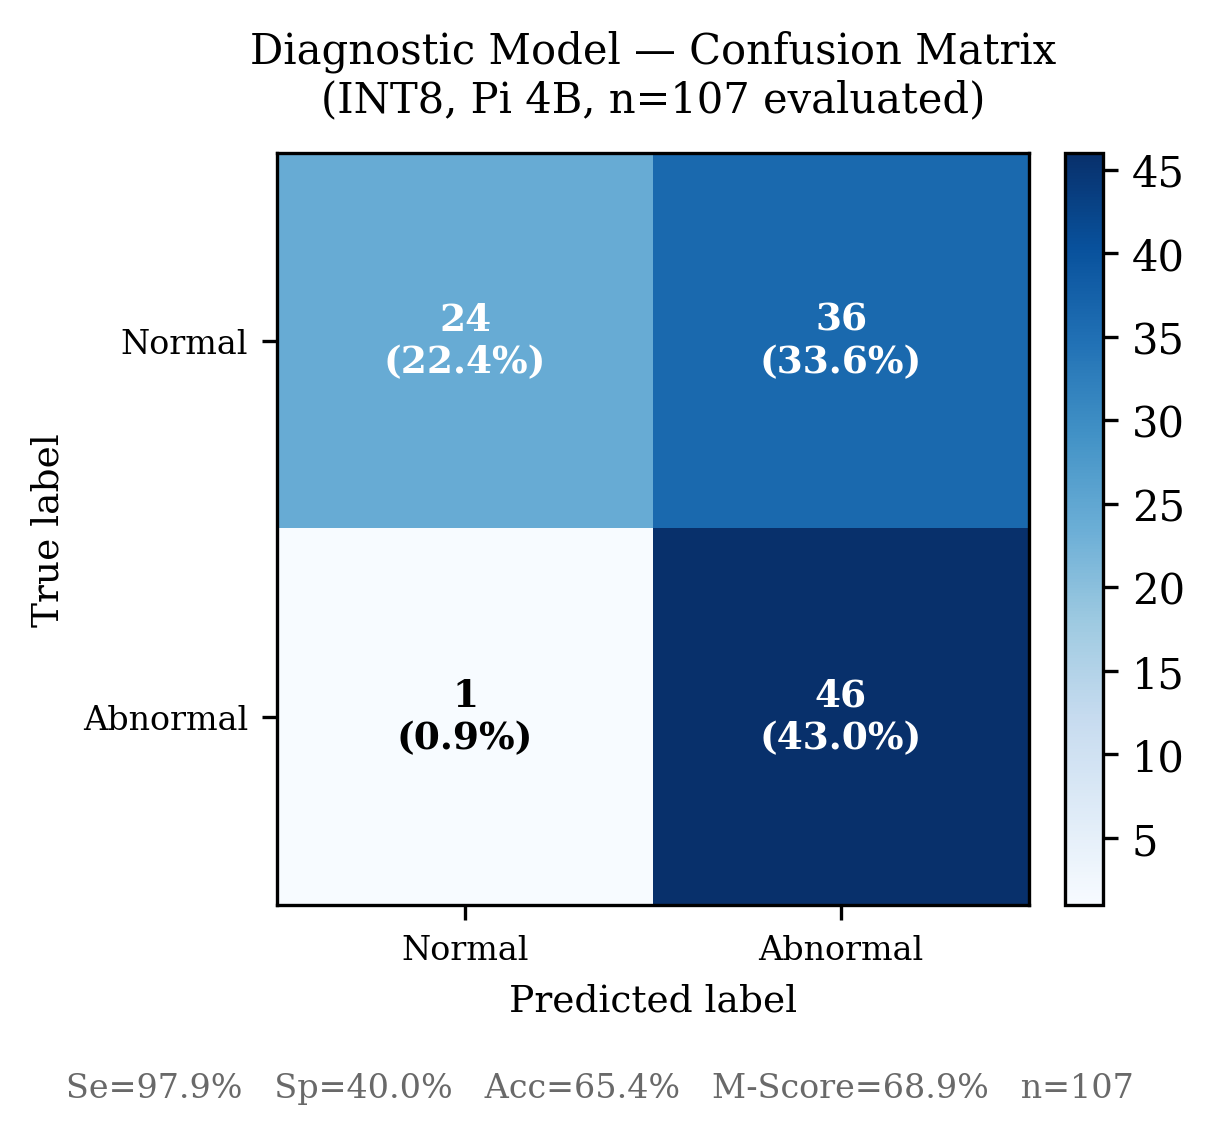 Diagnostic Model — Confusion Matrix
(INT8, Pi 4B, n=107 evaluated)
45
40
35
30
25
20
15
10
5
True label
Normal
Abnormal
24
(22.4%)
36
(33.6%)
1
(0.9%)
46
(43.0%)
Normal
Abnormal
Predicted label
Se=97.9% Sp=40.0% Acc=65.4% M-Score=68.9% n=107